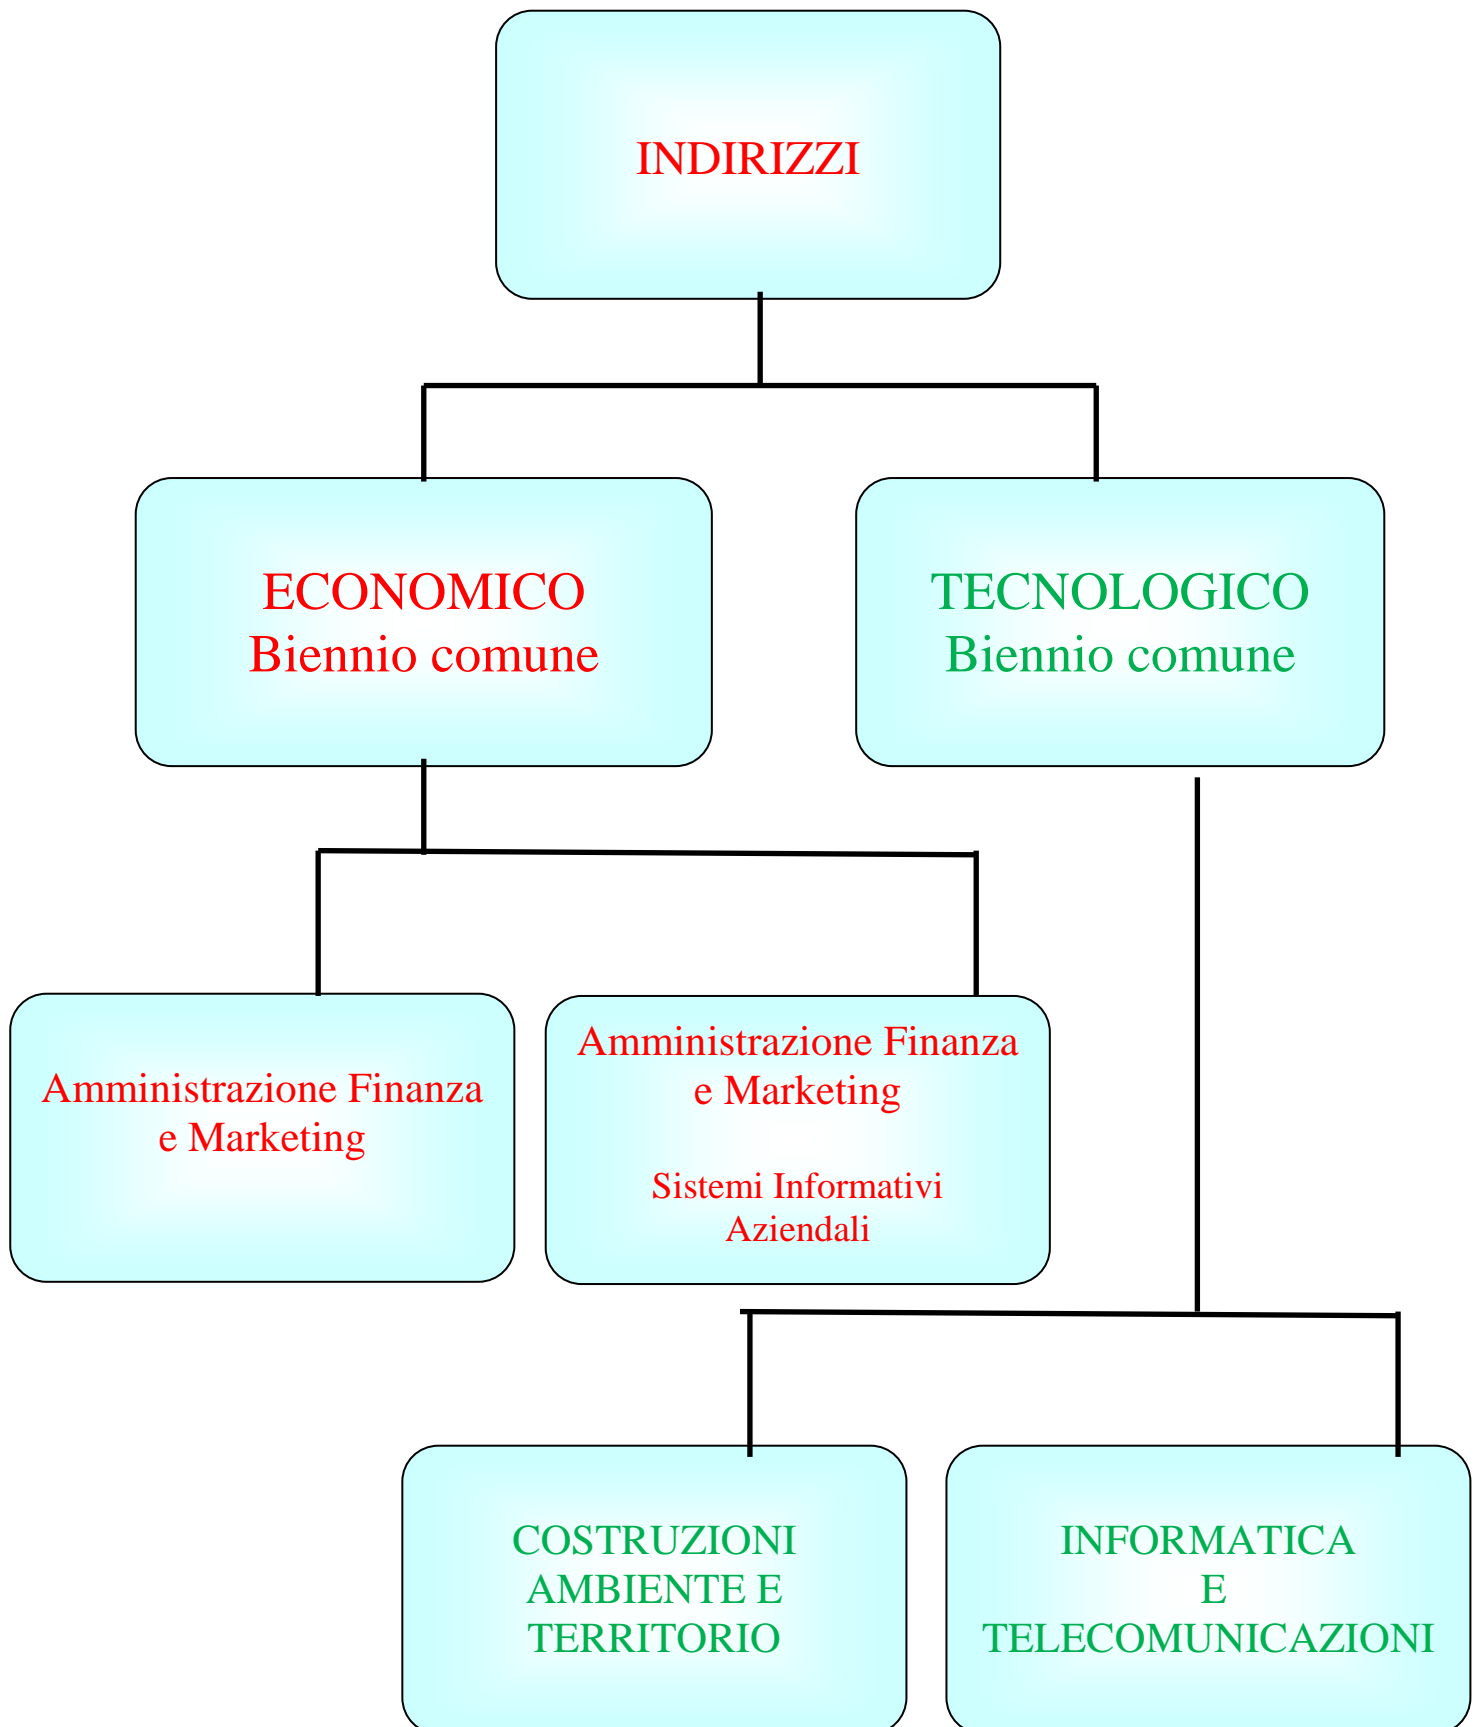 INDIRIZZI
ECONOMICO
Biennio comune
TECNOLOGICO
Biennio comune
Amministrazione Finanza
e Marketing
Amministrazione Finanza
e Marketing
Sistemi Informativi
Aziendali
COSTRUZIONI
AMBIENTE E
TERRITORIO
INFORMATICA
E
TELECOMUNICAZIONI